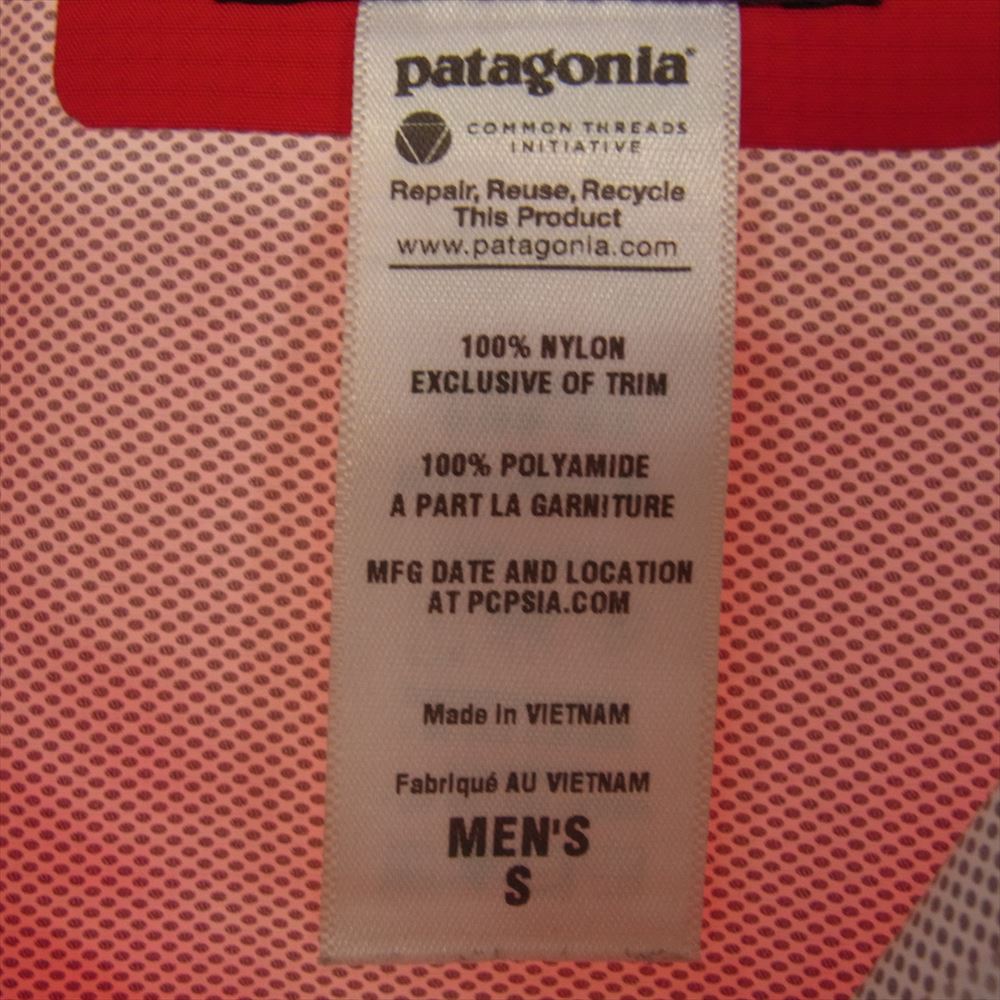 patagonia®
COMMON THREADS
INITIATIVE
Repair, Reuse, Recycle
This Product
www.patagonia.com
100% NYLON
EXCLUSIVE OF TRIM
100% POLYAMIDE
A PART LA GARNITURE
MFG DATE AND LOCATION
AT PCPSIA.COM
Made in VIETNAM
Fabriqué AU VIETNAM
MEN'S
S